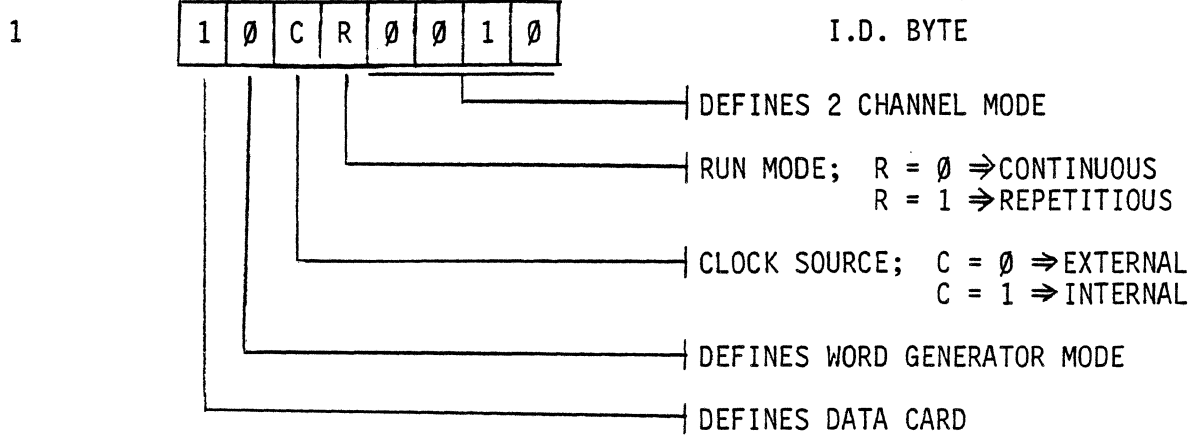 1 1 Ø C R Ø Ø 1 Ø I.D. BYTE
DEFINES 2 CHANNEL MODE
RUN MODE; R = Ø ⇒CONTINUOUS
R = 1 ⇒REPETITIOUS
CLOCK SOURCE; C = Ø ⇒EXTERNAL
C = 1 ⇒INTERNAL
DEFINES WORD GENERATOR MODE
DEFINES DATA CARD